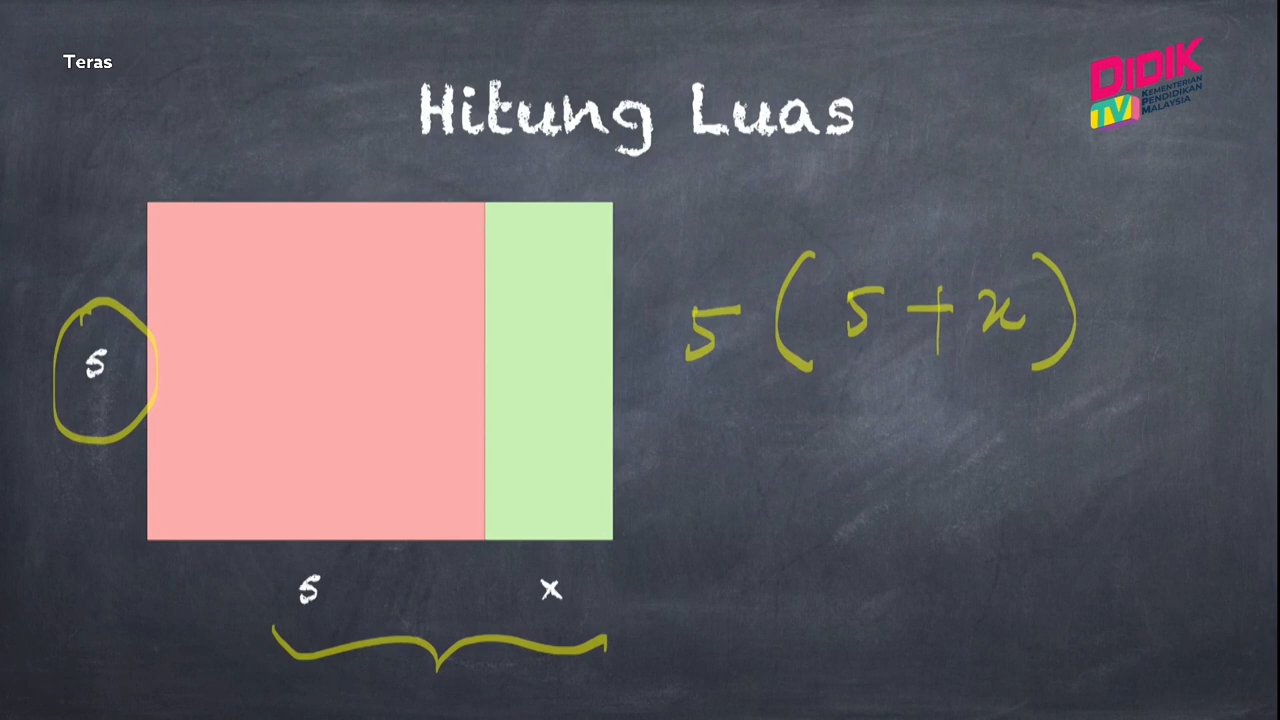 Teras
DIDIK
TV
KEMENTERIAN
PENDIDIKAN
MALAYSIA
Hitung Luas
5 ( 5 + x )
5
5 x